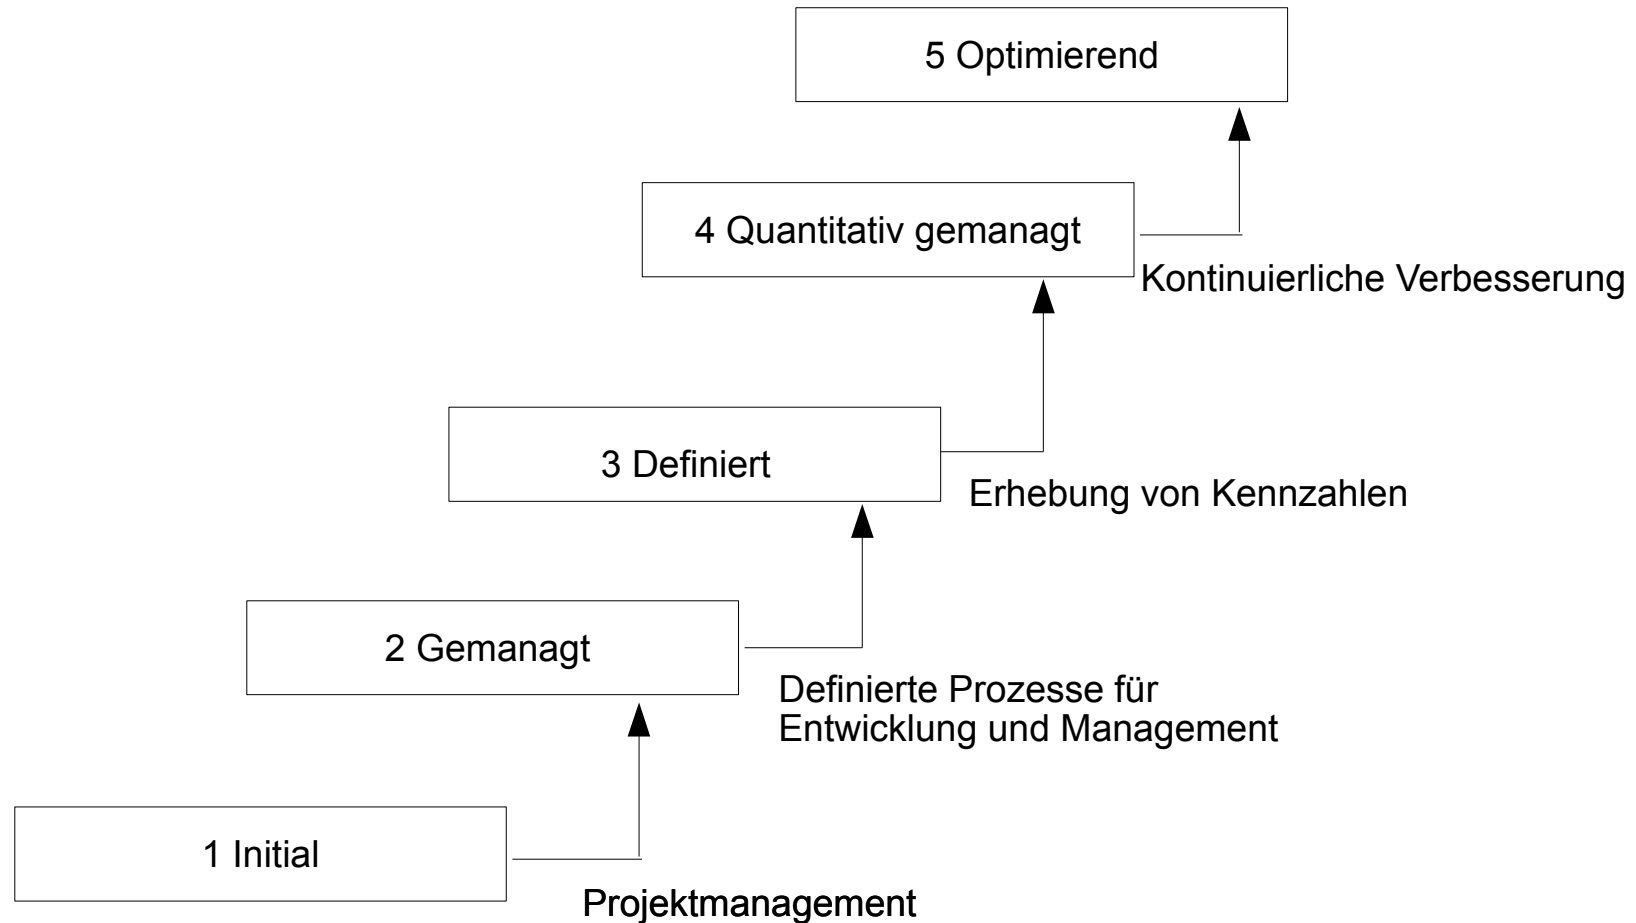 5 Optimierend
4 Quantitativ gemanagt
Kontinuierliche Verbesserung
3 Definiert
Erhebung von Kennzahlen
2 Gemanagt
Definierte Prozesse für
Entwicklung und Management
1 Initial
Projektmanagement